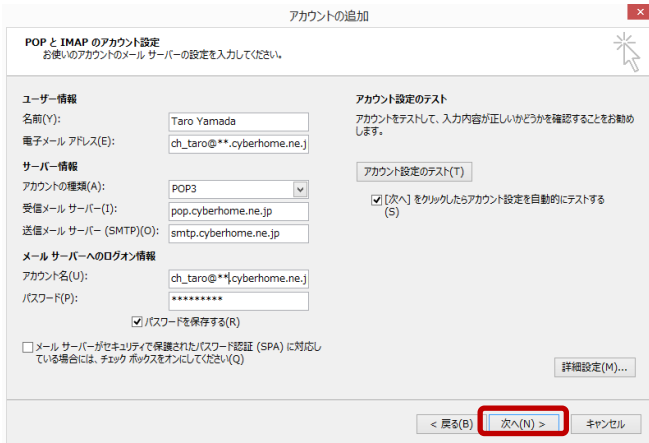 アカウントの追加
POP と IMAP のアカウント設定
お使いのアカウントのメール サーバーの設定を入力してください。
ユーザー情報
名前(Y):
Taro Yamada
電子メール アドレス(E):
ch_taro@**.cyberhome.ne.j
サーバー情報
アカウントの種類(A):
POP3
受信メール サーバー(I):
pop.cyberhome.ne.jp
送信メール サーバー (SMTP)(O):
smtp.cyberhome.ne.jp
メール サーバーへのログオン情報
アカウント名(U):
ch_taro@**.cyberhome.ne.j
パスワード(P):
*********
パスワードを保存する(R)
メール サーバーがセキュリティで保護されたパスワード認証 (SPA) に対応し
ている場合には、チェック ボックスをオンにしてください(Q)
アカウント設定のテスト
アカウントをテストして、入力内容が正しいかどうかを確認することをお勧め
します。
アカウント設定のテスト(T)
[次へ] をクリックしたらアカウント設定を自動的にテストする
(S)
詳細設定(M)...
< 戻る(B)
次へ(N) >
キャンセル